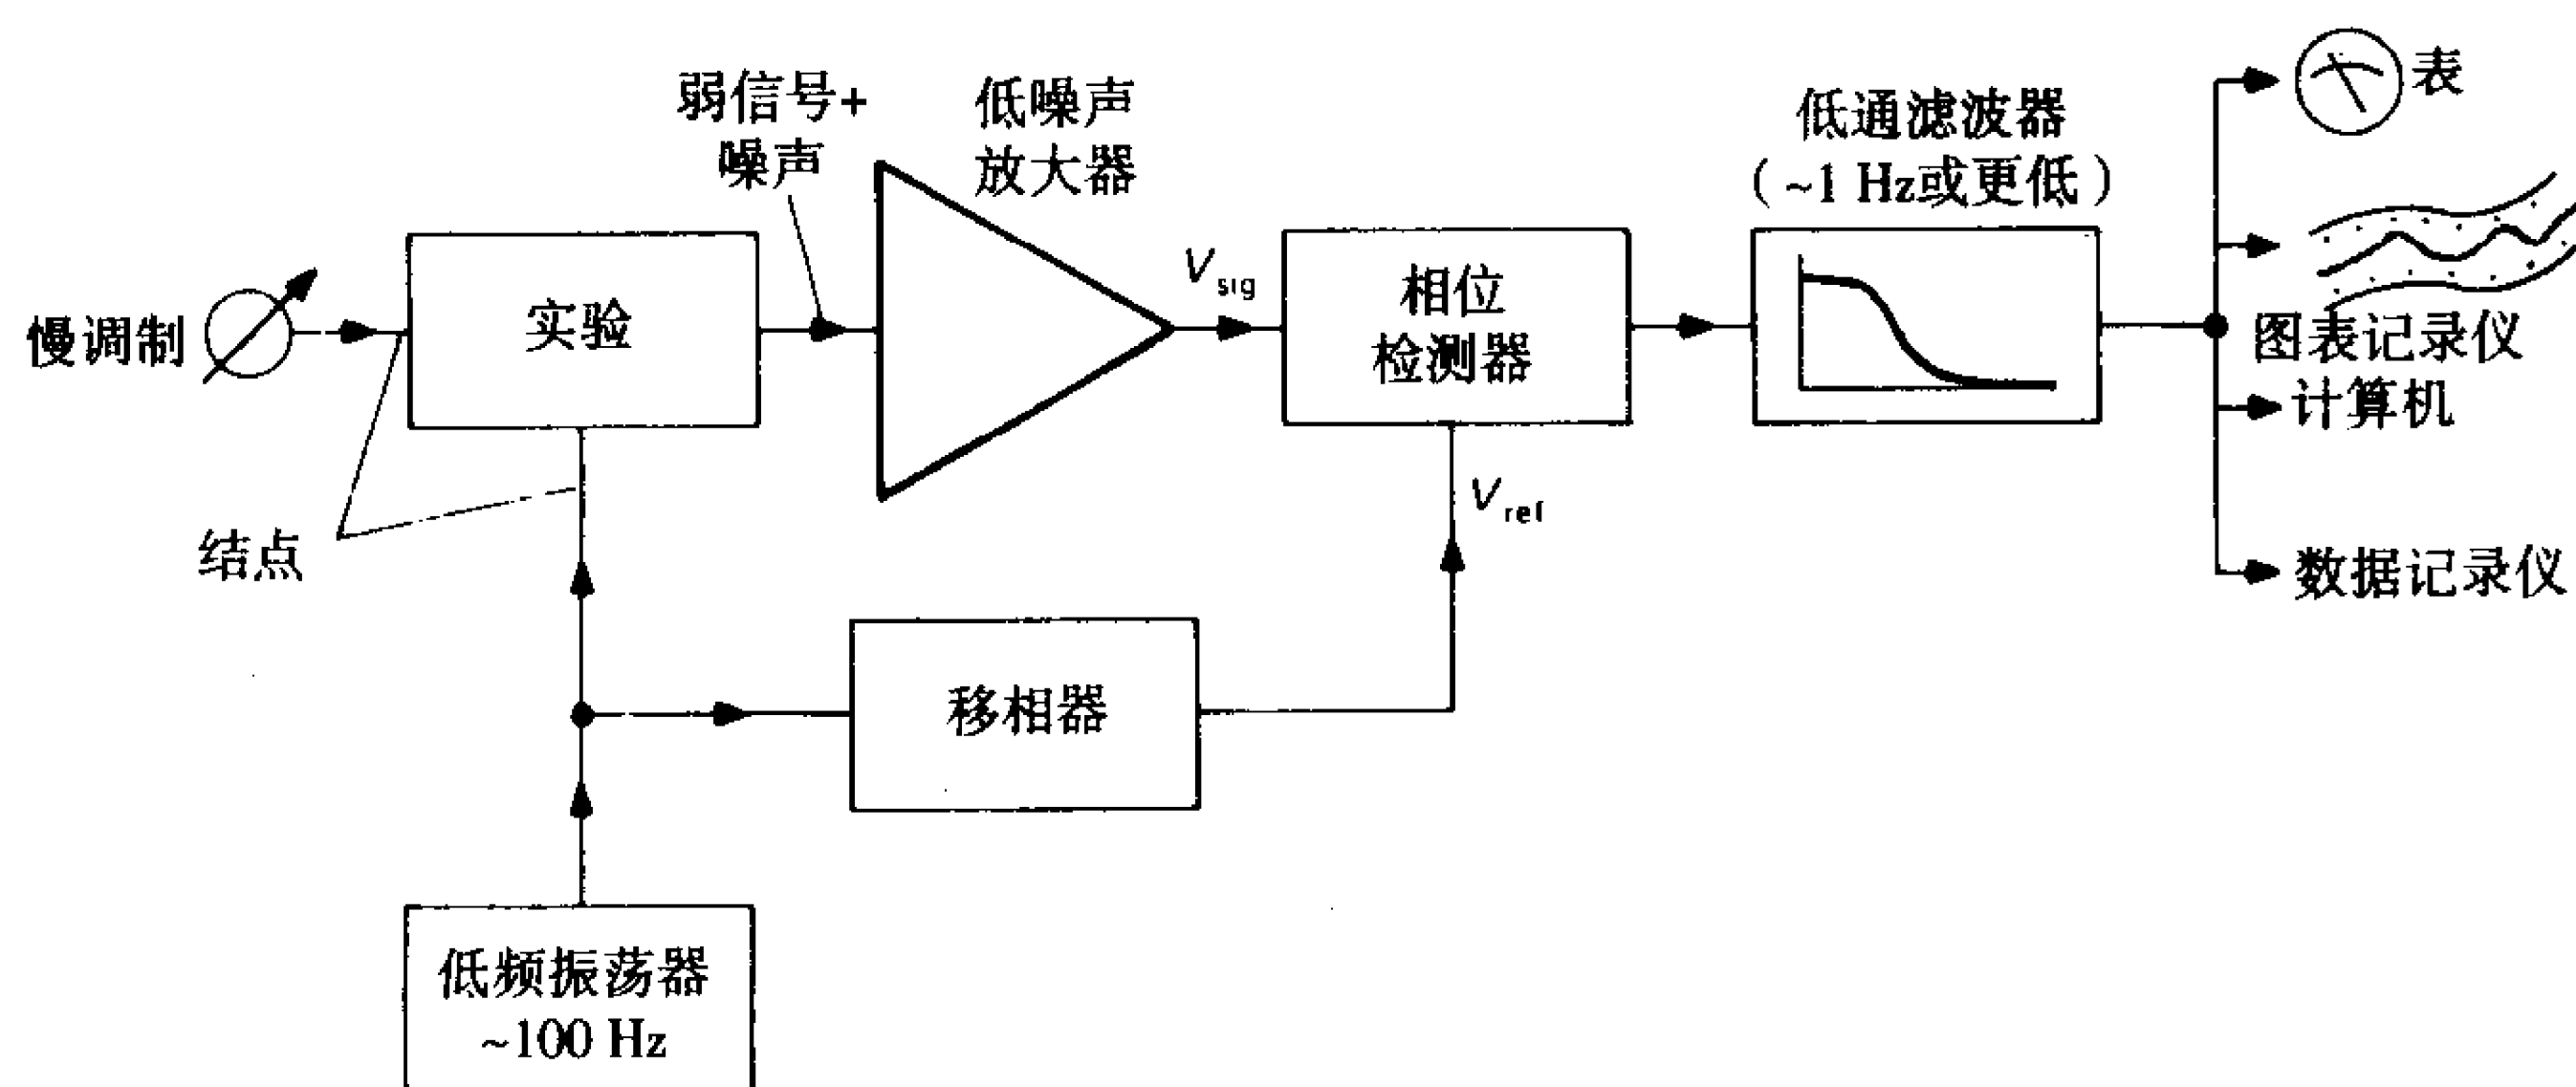 弱信号+
噪声
低噪声
放大器
低通滤波器
（~1 Hz或更低）
表
慢调制
实验
V sig
相位
检测器
图表记录仪
计算机
结点
V ref
数据记录仪
移相器
低频振荡器
~100 Hz